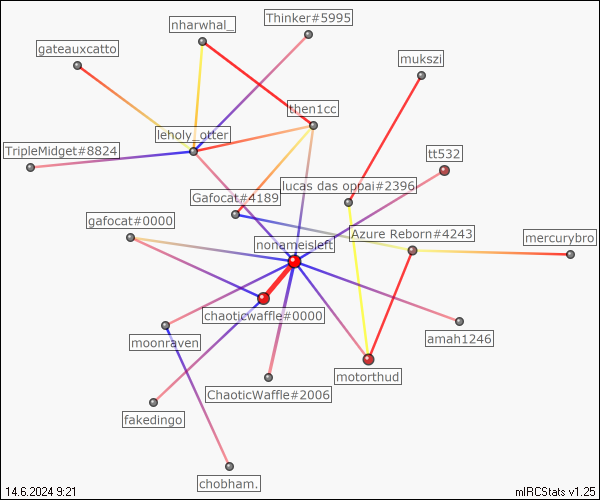 Thinker#5995
nharwhal_
gateauxcatto
mukszi
then1cc
leholy_otter
TripleMidget#8824
tt532
lucas das oppai#2396
Gafocat#4189
gafocat#0000
Azure Reborn#4243
mercurybro
nonameisleft
chaoticwaffle#0000
moonraven
amah1246
motorthud
ChaoticWaffle#2006
fakedingo
chobham.
14.6.2024 9:21
mIRCStats v1.25